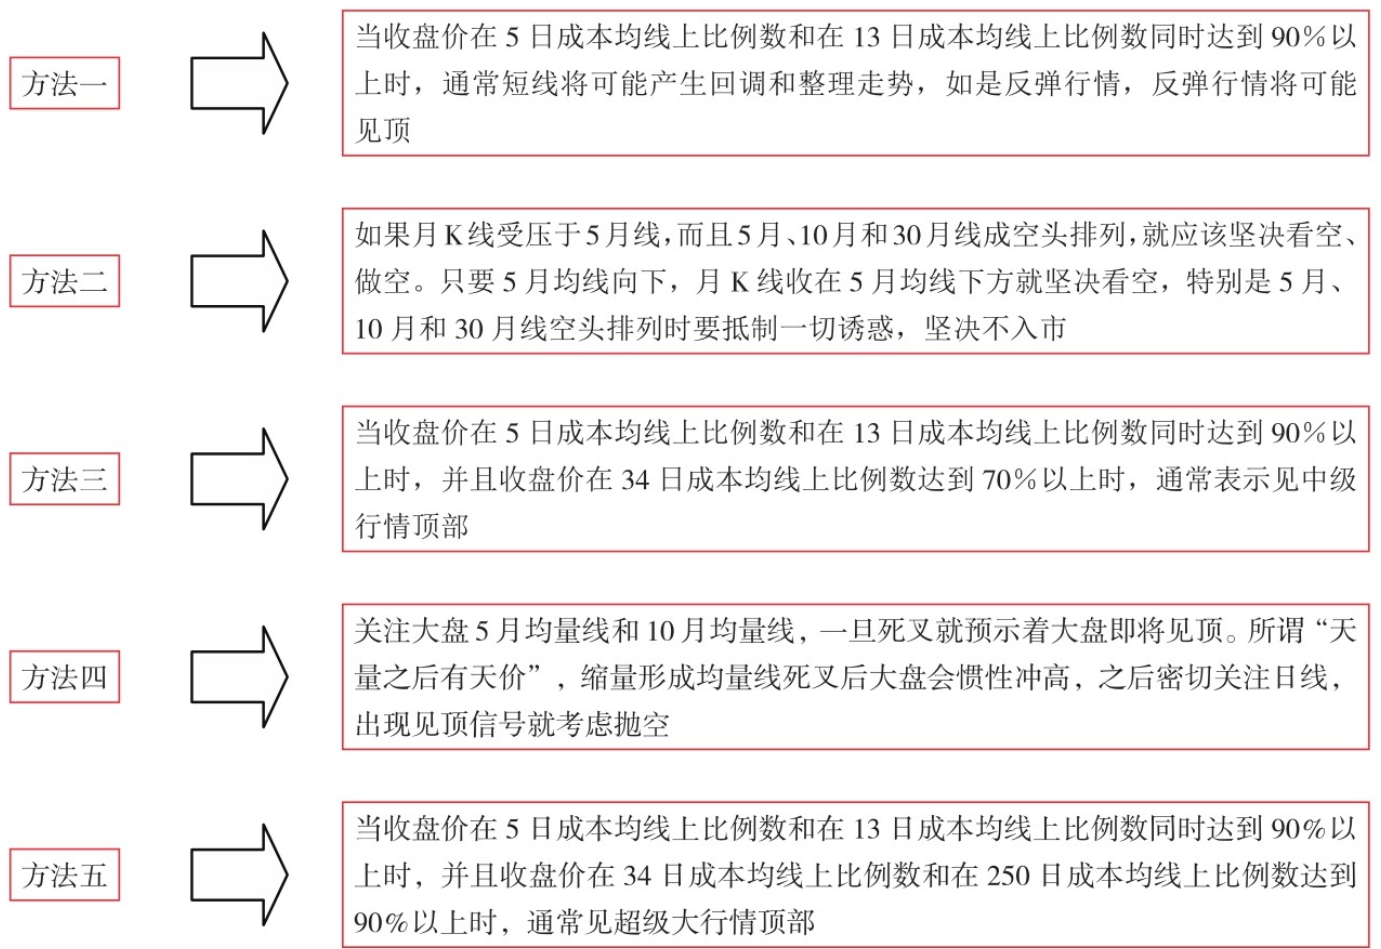 方法一
当收盘价在 5 日成本均线上比例数和在 13 日成本均线上比例数同时达到 90%以
上时，通常短线将可能产生回调和整理走势，如是反弹行情，反弹行情将可能
见顶
方法二
如果月K线受压于5月线，而且5月、10月和30月线成空头排列，就应该坚决看空、
做空。只要 5 月均线向下，月 K 线收在 5 月均线下方就坚决看空，特别是 5 月、
10 月和 30 月线空头排列时要抵制一切诱惑，坚决不入市
方法三
当收盘价在 5 日成本均线上比例数和在 13 日成本均线上比例数同时达到 90%以
上时，并且收盘价在 34 日成本均线上比例数达到 70%以上时，通常表示见中级
行情顶部
方法四
关注大盘 5 月均量线和 10 月均量线，一旦死叉就预示着大盘即将见顶。所谓“天
量之后有天价”，缩量形成均量线死叉后大盘会惯性冲高，之后密切关注日线，
出现见顶信号就考虑抛空
方法五
当收盘价在 5 日成本均线上比例数和在 13 日成本均线上比例数同时达到 90%以
上时，并且收盘价在 34 日成本均线上比例数和在 250 日成本均线上比例数达到
90%以上时，通常见超级大行情顶部